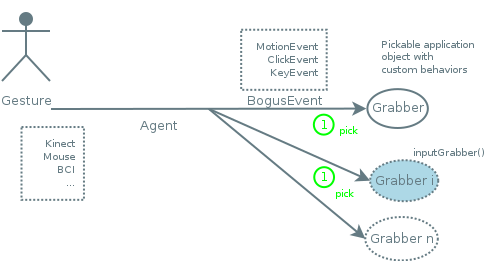 MotionEvent
ClickEvent
KeyEvent
Pickable application
object with
custom behaviors
Gesture
BogusEvent
Grabber
Agent
1
pick
Kinect
Mouse
BCI
...
inputGrabber()
1
pick
Grabber i
Grabber n